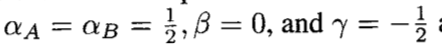 α_A = α_B = 1/2, β = 0, and γ = −1/2